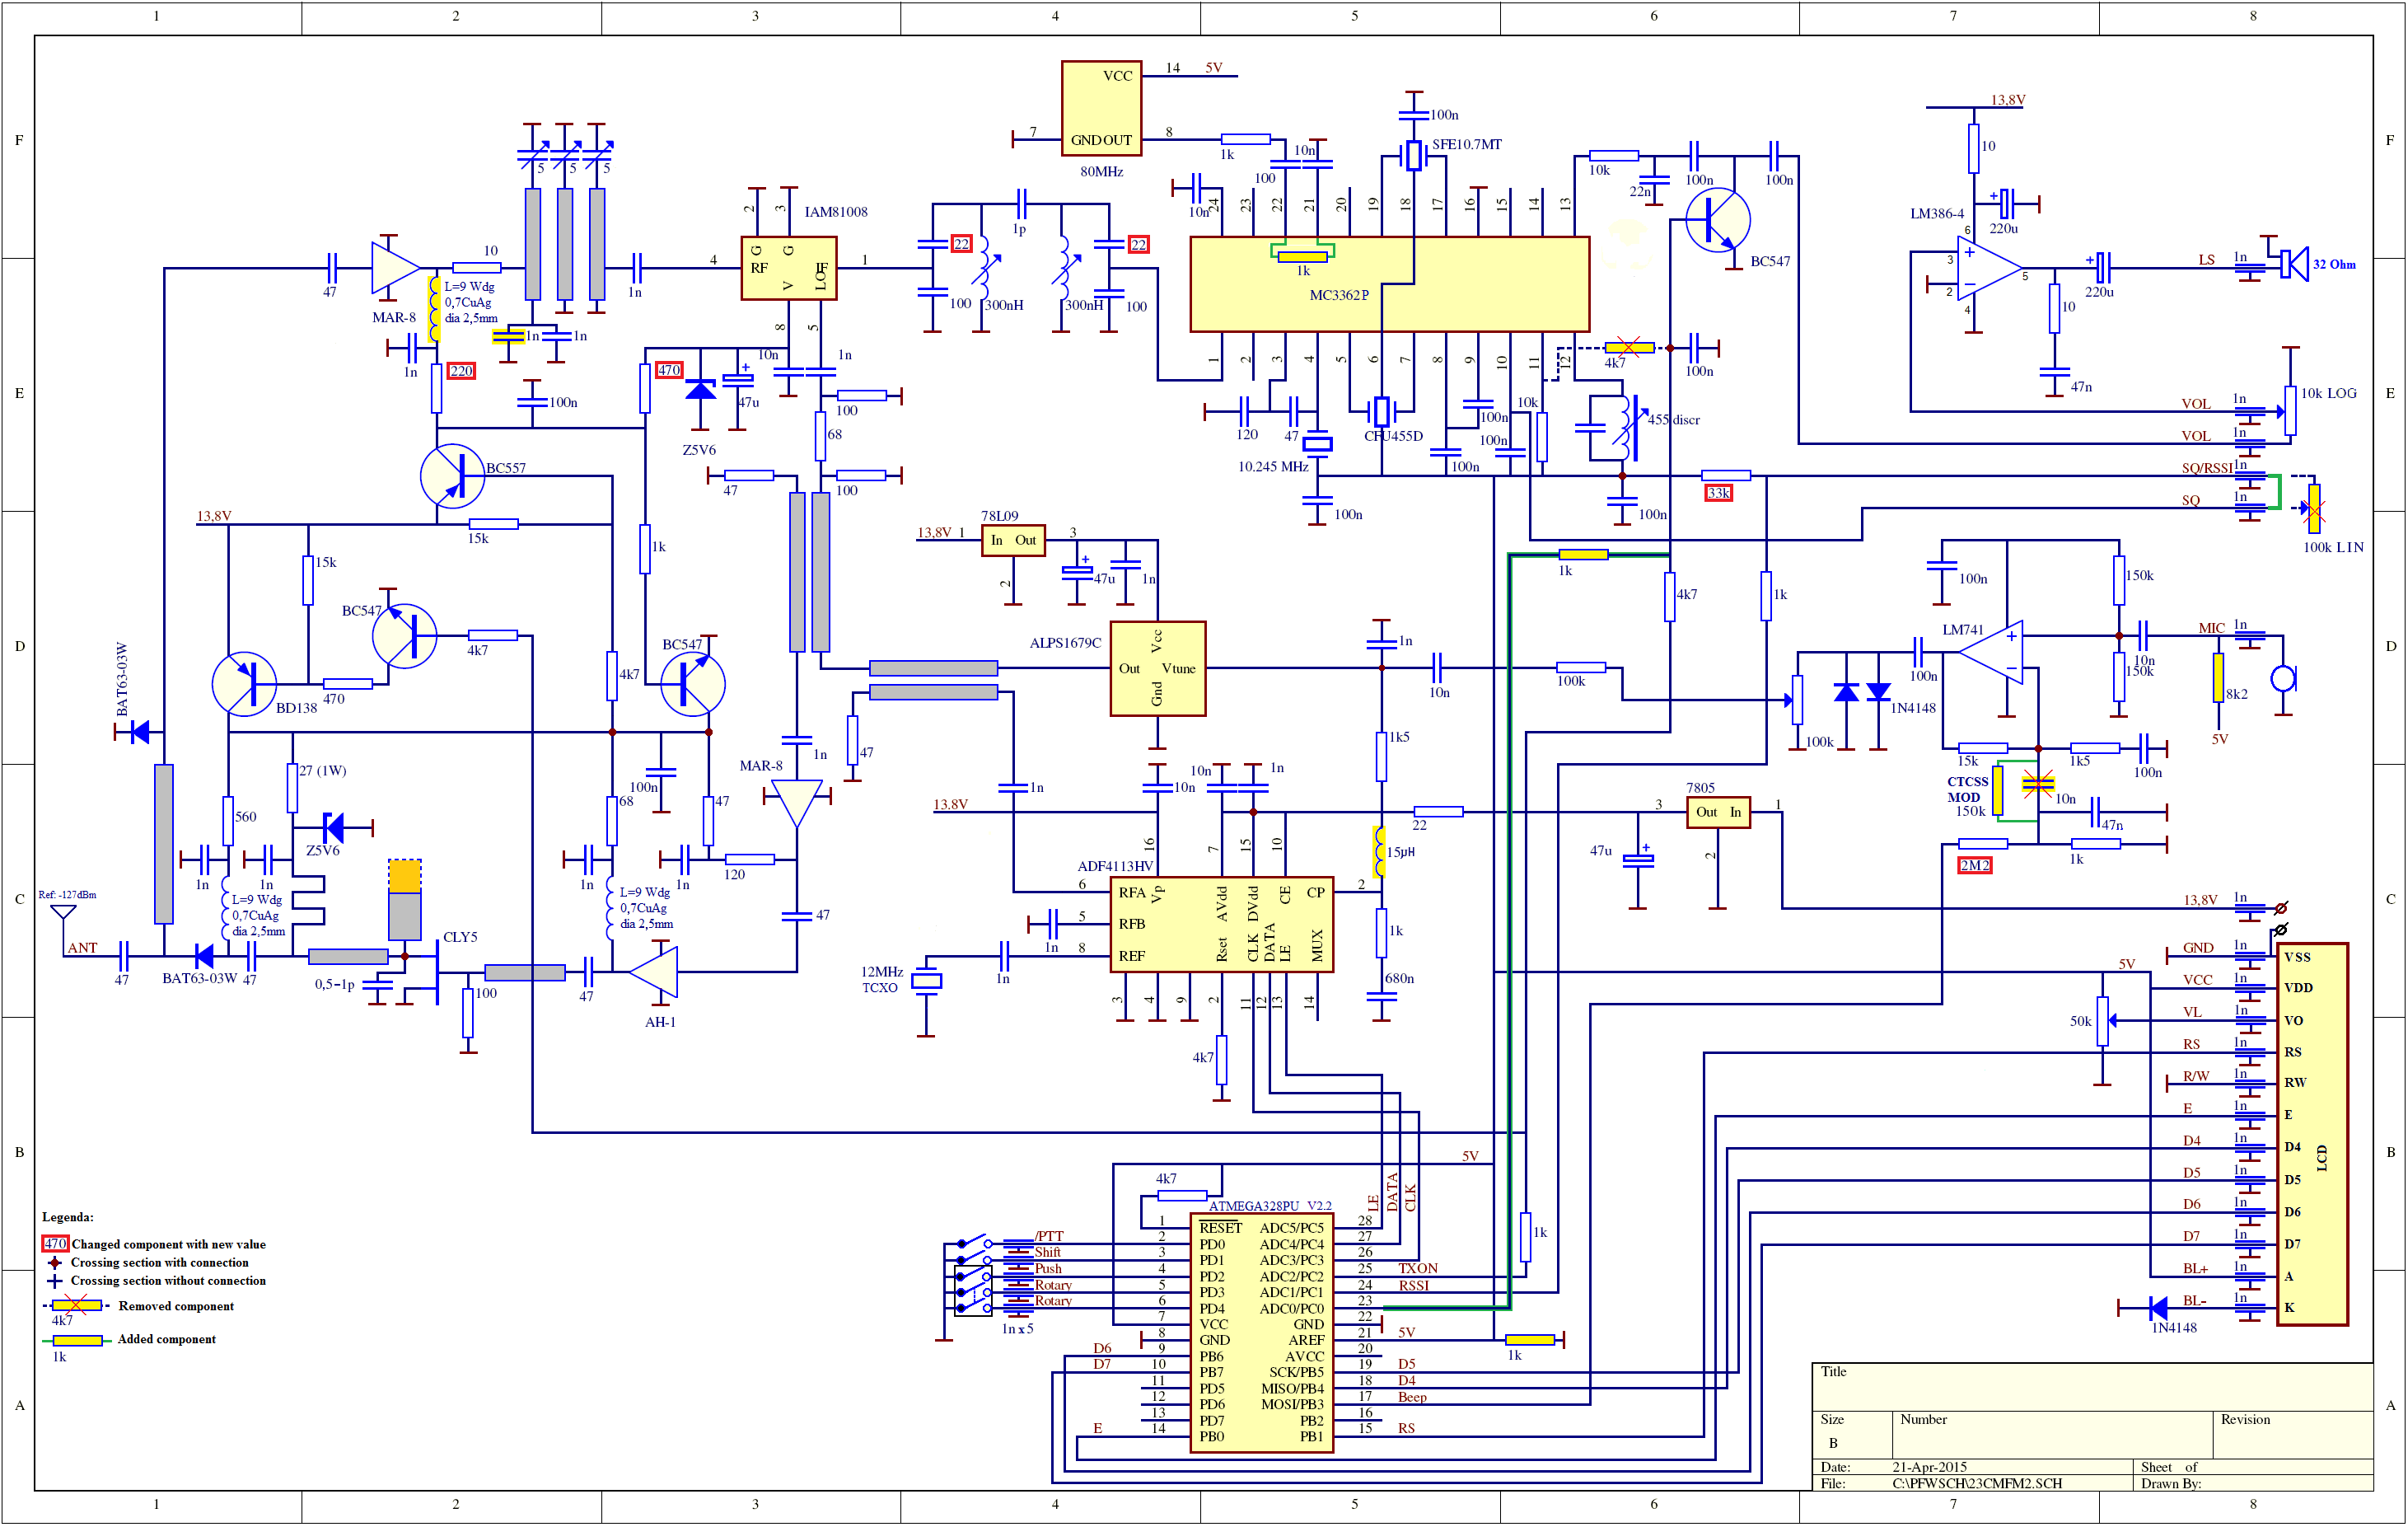 1 2 3 4 5 6 7 8
F F
E E
D D
C C
B B
A A
VCC 14 5V
7 GND OUT 8
80MHz
1k
100
10n
10n
100n
SFE10.7MT
24 23 22 21 20 19 18 17 16 15 14 13
1k
MC3362P
1 2 3 4 5 6 7 8 9 10 11 12
120
47
10.245 MHz
100n
CFU455D
100n
100n
100n
10k
4k7
100n
455 discr
100n
33k
10k
22n
100n
100n
BC547
13,8V
10
LM386-4
220u
6
3
2
5
4
+
−
220u
10
47n
LS 1n
32 Ohm
10k LOG
VOL 1n
VOL 1n
SQ/RSSI 1n
SQ 1n
100k LIN
5 5 5
47
MAR-8
10
L=9 Wdg
0,7CuAg
dia 2,5mm
1n
1n
1n
1n
220
100n
2 3
IAM81008
G G
4 RF IF 1
V LO
8 5
470
10n
1n
47u
Z5V6
100
68
100
47
22
100
300nH
1p
300nH
22
100
BC557
13,8V
15k
15k
BC547
4k7
470
BD138
BAT63-03W
1k
4k7
BC547
27 (1W)
560
Z5V6
1n
1n
L=9 Wdg
0,7CuAg
dia 2,5mm
Ref: -127dBm
ANT
47
BAT63-03W
47
0,5-1p
CLY5
100
47
100n
68
47
1n
1n
120
L=9 Wdg
0,7CuAg
dia 2,5mm
AH-1
MAR-8
1n
47
47
13,8V 1
78L09
In Out
3
2
47u
1n
ALPS1679C
Vcc
Out Vtune
Gnd
1n
10n
100k
1k5
100k
1N4148
100n
LM741
+
−
100n
150k
150k
10n
MIC 1n
8k2
5V
15k
1k5
100n
CTCSS
MOD
150k
10n
47n
2M2
1k
1n
13.8V
10n
10n
1n
22
15µH
ADF4113HV
16 7 15 10
6 RFA
5 RFB
8 REF
Vp
AVdd
DVdd
CE
CP 2
Rset
CLK
DATA
LE
MUX
3 4 9 2 11 12 13 14
1n
1n
12MHz
TCXO
4k7
1k
680n
7805
3 Out In 1
2
47u
5V
50k
13,8V 1n
GND 1n VSS
VCC 1n VDD
VL 1n VO
RS 1n RS
R/W 1n RW
E 1n E
D4 1n D4
D5 1n D5
D6 1n D6
D7 1n D7
BL+ 1n A
BL- 1n K
LCD
1N4148
5V
4k7
LE
DATA
CLK
ATMEGA328PU V2.2
1 RESET ADC5/PC5 28
/PTT 2 PD0 ADC4/PC4 27
Shift 3 PD1 ADC3/PC3 26
Push 4 PD2 ADC2/PC2 25 TXON
Rotary 5 PD3 ADC1/PC1 24 RSSI
Rotary 6 PD4 ADC0/PC0 23
7 VCC GND 22
8 GND AREF 21 5V
D6 9 PB6 AVCC 20
D7 10 PB7 SCK/PB5 19 D5
11 PD5 MISO/PB4 18 D4
12 PD6 MOSI/PB3 17 Beep
13 PD7 PB2 16
E 14 PB0 PB1 15 RS
1n x 5
1k
1k
1k
4k7
1k
Legenda:
470 Changed component with new value
Crossing section with connection
Crossing section without connection
Removed component
4k7
Added component
1k
Title
Size Number Revision
B
Date: 21-Apr-2015 Sheet of
File: C:\PFWSCH\23CMFM2.SCH Drawn By:
1 2 3 4 5 6 7 8